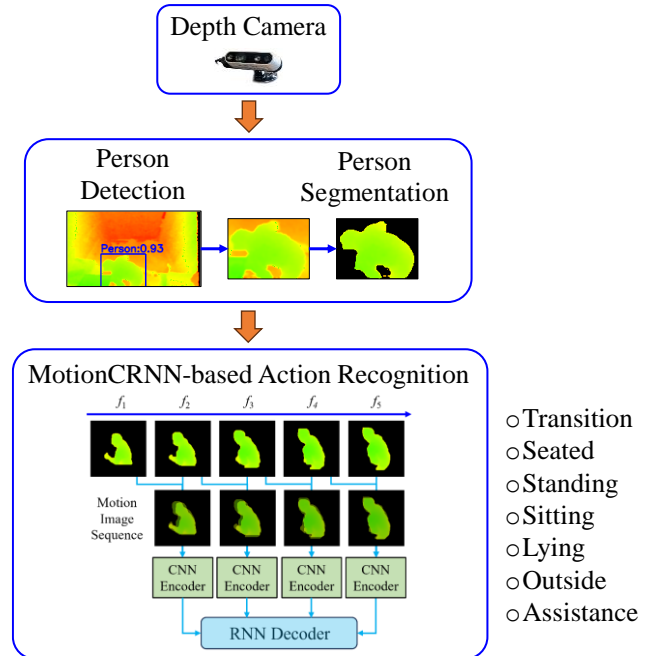 Depth Camera
Person
Detection
Person
Segmentation
Person:0.93
MotionCRNN-based Action Recognition
f1 f2 f3 f4 f5
Motion
Image
Sequence
CNN
Encoder
CNN
Encoder
CNN
Encoder
CNN
Encoder
RNN Decoder
○Transition
○Seated
○Standing
○Sitting
○Lying
○Outside
○Assistance